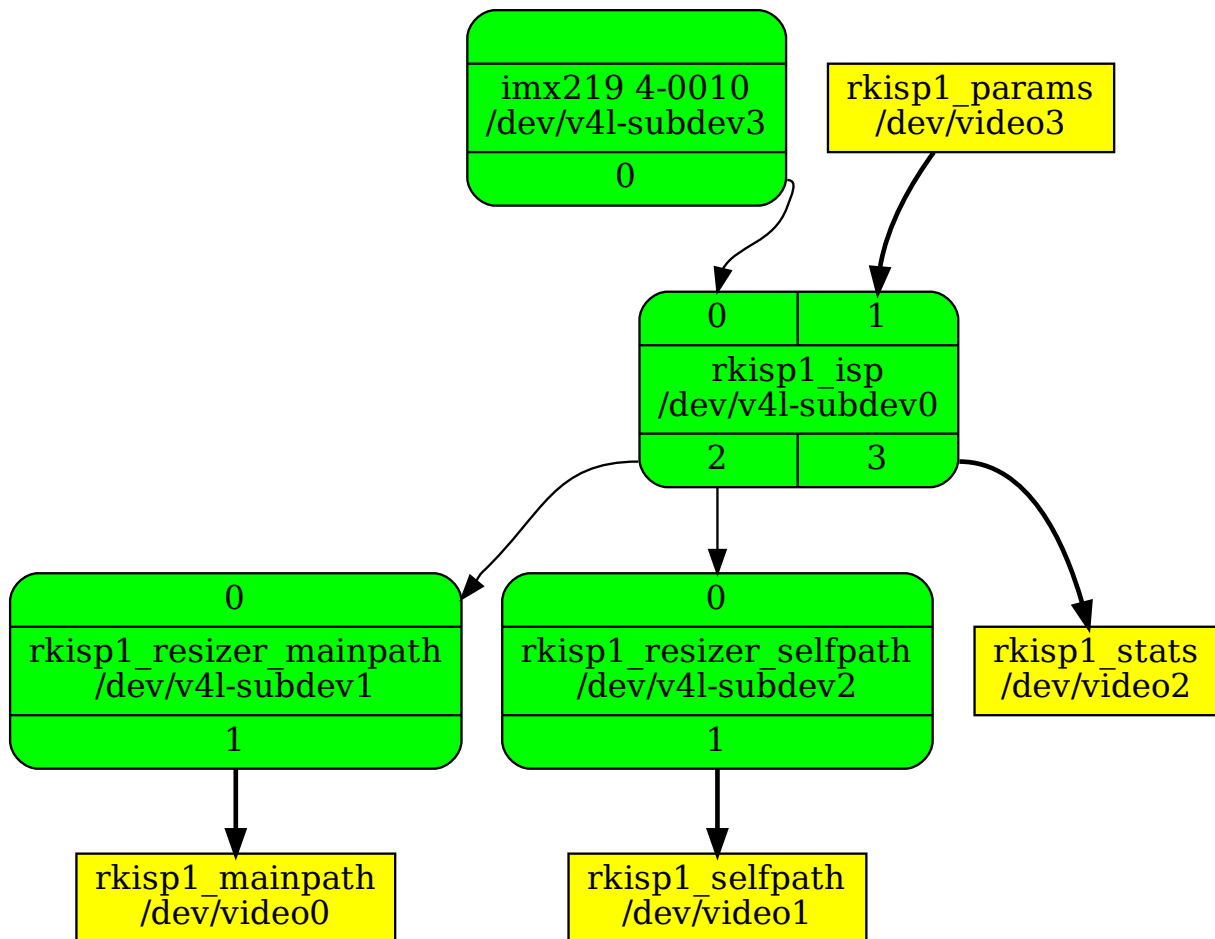 imx219 4-0010
/dev/v4l-subdev3
0
rkisp1_params
/dev/video3
0
1
rkisp1_isp
/dev/v4l-subdev0
2
3
0
rkisp1_resizer_mainpath
/dev/v4l-subdev1
1
0
rkisp1_resizer_selfpath
/dev/v4l-subdev2
1
rkisp1_stats
/dev/video2
rkisp1_mainpath
/dev/video0
rkisp1_selfpath
/dev/video1